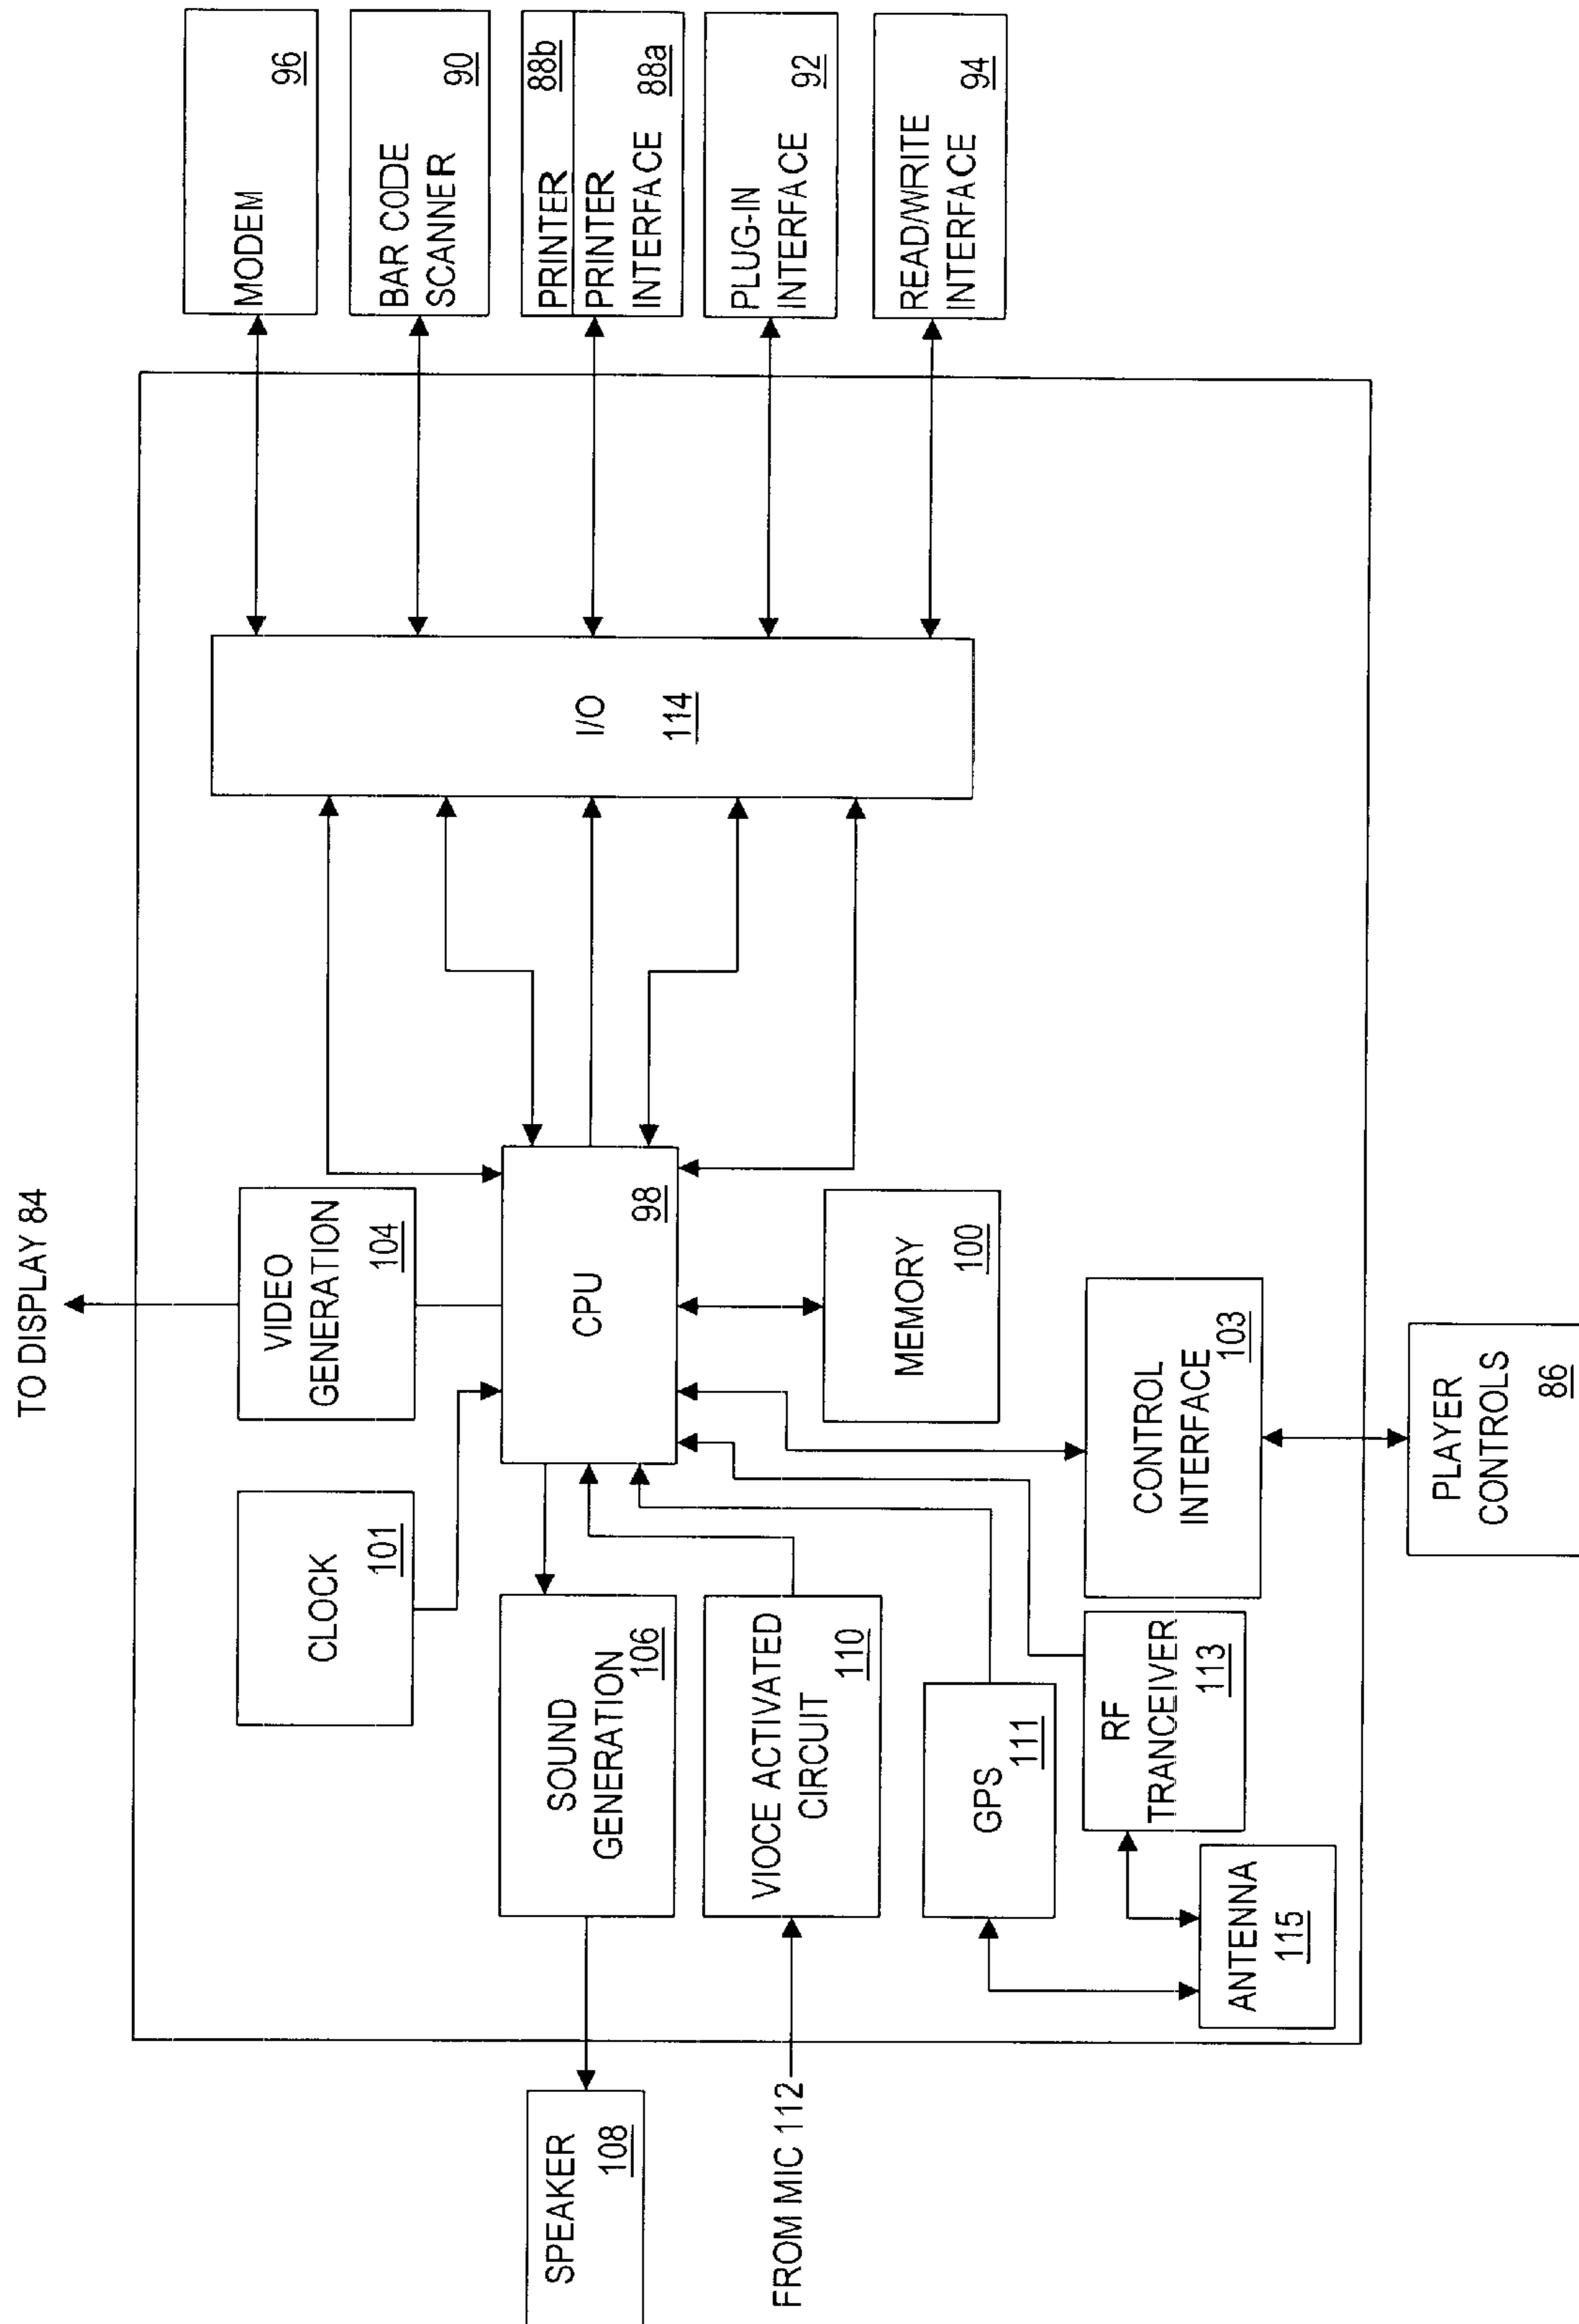 TO DISPLAY 84
CLOCK
101
VIDEO
GENERATION
104
SPEAKER
108
SOUND
GENERATION
106
CPU
98
FROM MIC 112
VIOCE ACTIVATED
CIRCUIT
110
GPS
111
MEMORY
100
ANTENNA
115
RF
TRANCEIVER
113
CONTROL
INTERFACE
103
PLAYER
CONTROLS
86
I/O
114
MODEM
96
BAR CODE
SCANNER
90
PRINTER
88b
PRINTER
INTERFACE
88a
PLUG-IN
INTERFACE
92
READ/WRITE
INTERFACE
94